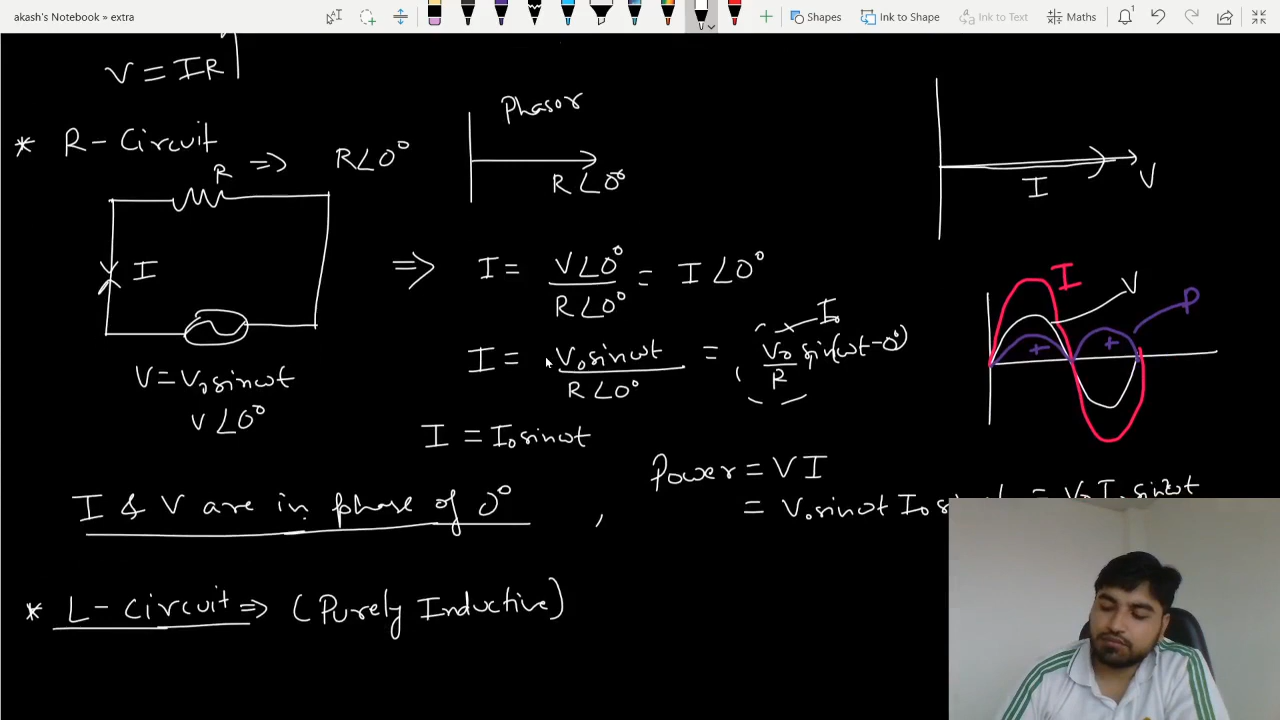 akash's Notebook » extra
Shapes
Ink to Shape
Ink to Text
Maths
V = IR
* R- Circuit
R => R∠0°
Phasor
R∠0°
I
V
I
V = V₀sinωt
V∠0°
=> I = V∠0° / R∠0° = I∠0°
I = V₀sinωt / R∠0° = V₀/R sin(ωt-0°)
I₀
I = I₀sinωt
I
V
P
+ +
I & V are in phase of 0° ,
Power = VI
= V₀sinωt I₀
* L- Circuit => (Purely Inductive)